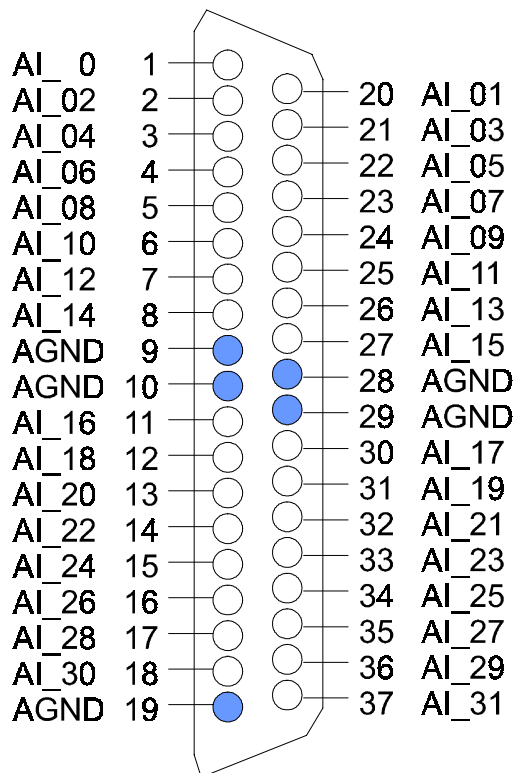 AI_ 0 1
AI_02 2
AI_04 3
AI_06 4
AI_08 5
AI_10 6
AI_12 7
AI_14 8
AGND 9
AGND 10
AI_16 11
AI_18 12
AI_20 13
AI_22 14
AI_24 15
AI_26 16
AI_28 17
AI_30 18
AGND 19
20 AI_01
21 AI_03
22 AI_05
23 AI_07
24 AI_09
25 AI_11
26 AI_13
27 AI_15
28 AGND
29 AGND
30 AI_17
31 AI_19
32 AI_21
33 AI_23
34 AI_25
35 AI_27
36 AI_29
37 AI_31